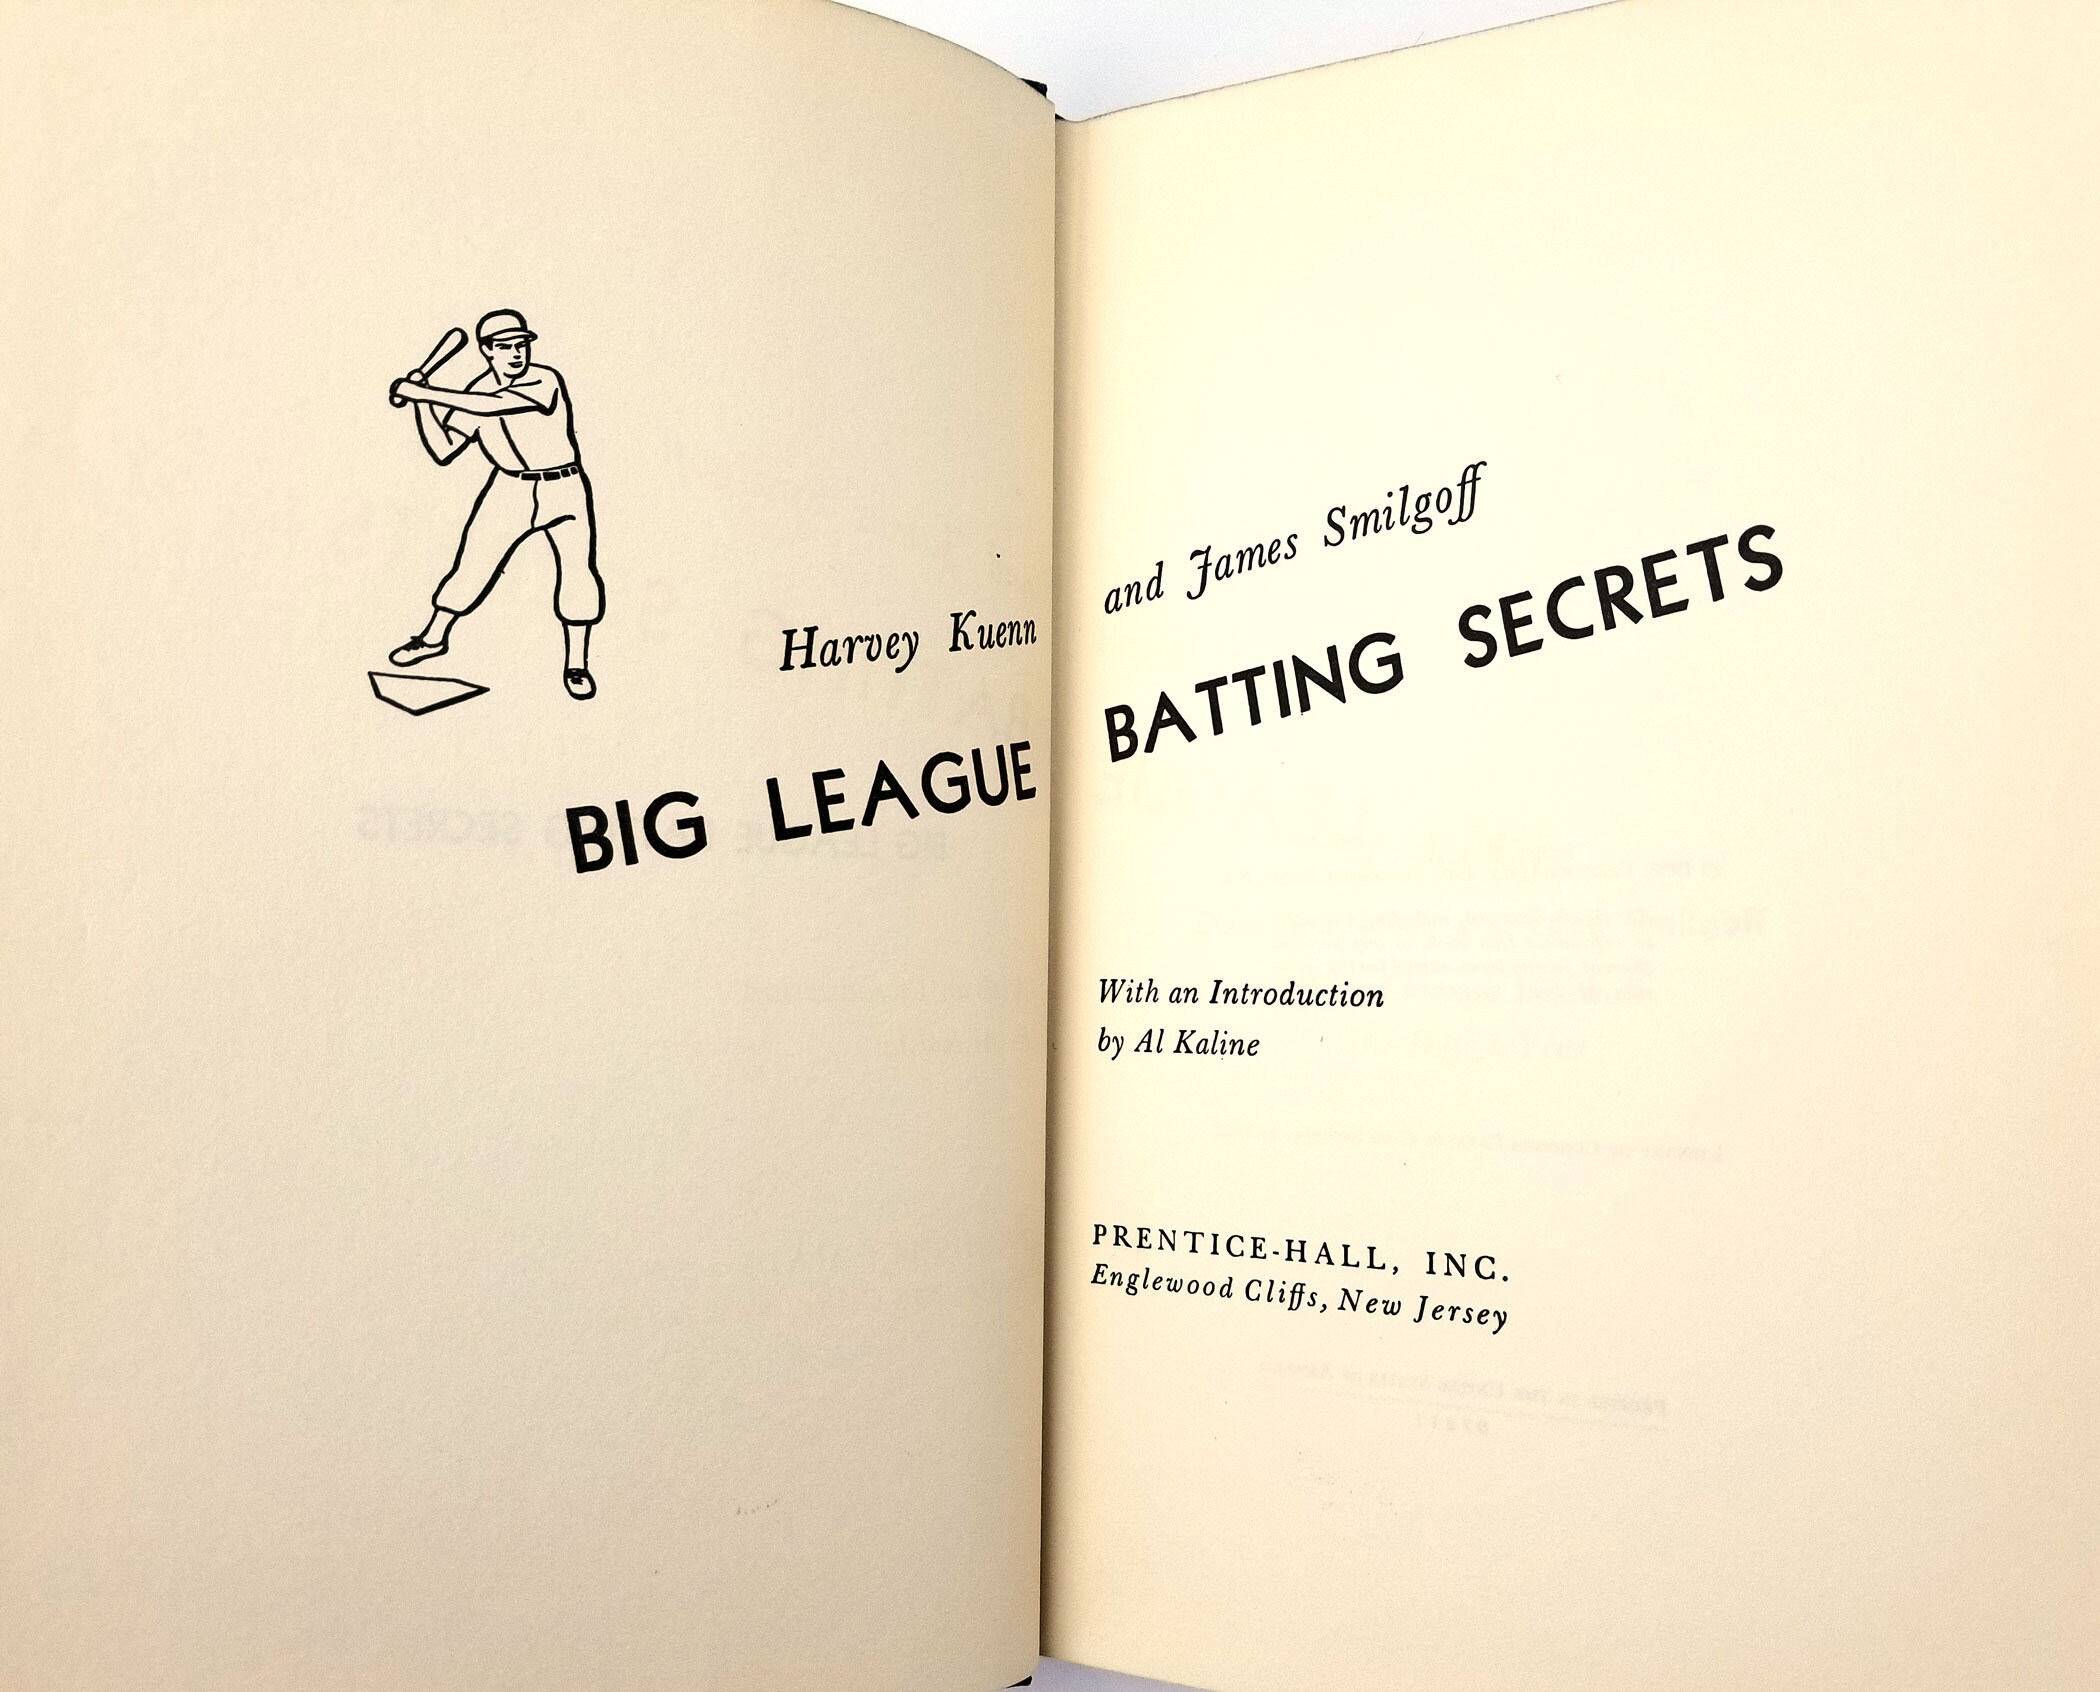 Harvey Kuenn and James Smilgoff
BIG LEAGUE BATTING SECRETS
With an Introduction
by Al Kaline
PRENTICE-HALL, INC.
Englewood Cliffs, New Jersey